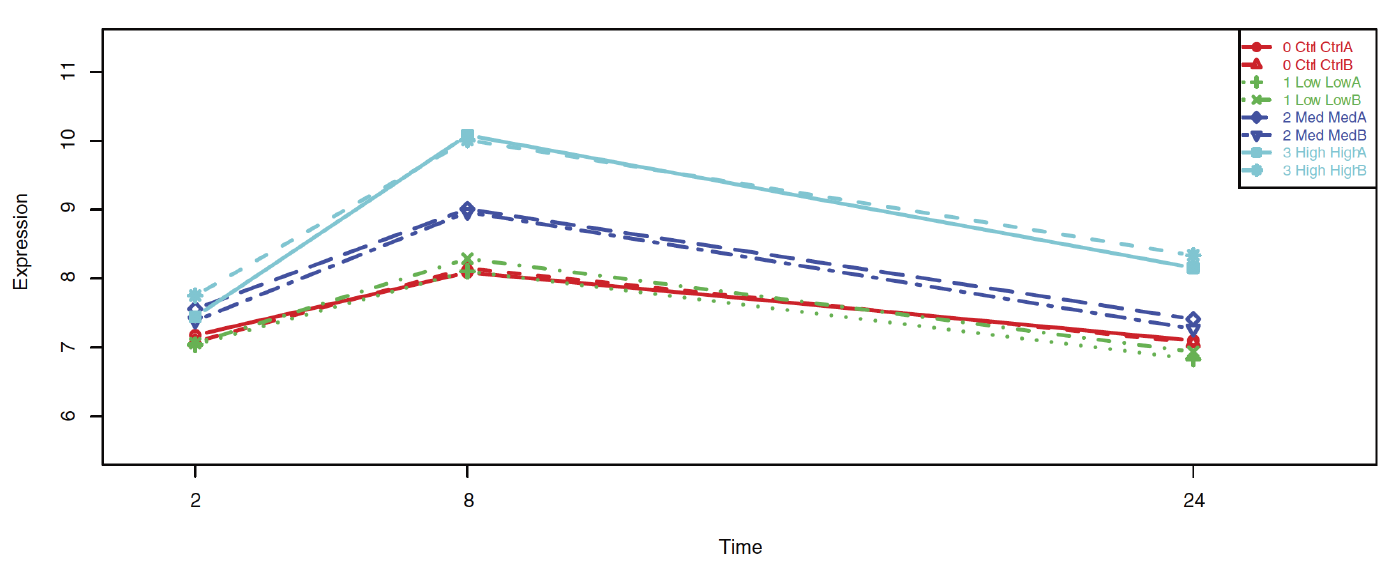 11
10
9
8
7
6
Expression
2 8 24
Time
0 Ctrl CtrlA
0 Ctrl CtrlB
1 Low LowA
1 Low LowB
2 Med MedA
2 Med MedB
3 High HighA
3 High HighB